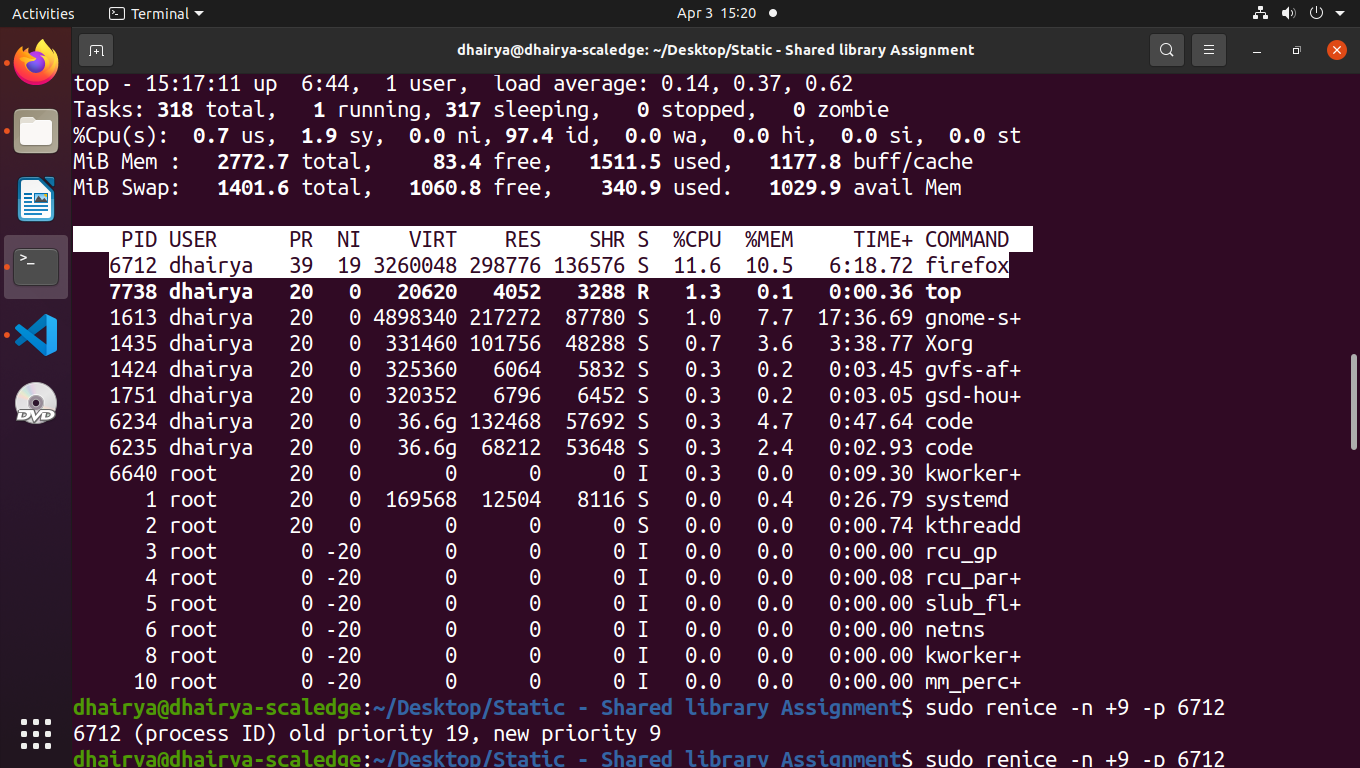 Activities Terminal Apr 3 15:20
dhairya@dhairya-scaledge: ~/Desktop/Static - Shared library Assignment
top - 15:17:11 up  6:44,  1 user,  load average: 0.14, 0.37, 0.62
Tasks: 318 total,   1 running, 317 sleeping,   0 stopped,   0 zombie
%Cpu(s):  0.7 us,  1.9 sy,  0.0 ni, 97.4 id,  0.0 wa,  0.0 hi,  0.0 si,  0.0 st
MiB Mem :   2772.7 total,     83.4 free,   1511.5 used,   1177.8 buff/cache
MiB Swap:   1401.6 total,   1060.8 free,    340.9 used.   1029.9 avail Mem
    PID USER      PR  NI    VIRT    RES    SHR S  %CPU  %MEM     TIME+ COMMAND
   6712 dhairya   39  19 3260048 298776 136576 S  11.6  10.5   6:18.72 firefox
   7738 dhairya   20   0   20620   4052   3288 R   1.3   0.1   0:00.36 top
   1613 dhairya   20   0 4898340 217272  87780 S   1.0   7.7  17:36.69 gnome-s+
   1435 dhairya   20   0  331460 101756  48288 S   0.7   3.6   3:38.77 Xorg
   1424 dhairya   20   0  325360   6064   5832 S   0.3   0.2   0:03.45 gvfs-af+
   1751 dhairya   20   0  320352   6796   6452 S   0.3   0.2   0:03.05 gsd-hou+
   6234 dhairya   20   0   36.6g 132468  57692 S   0.3   4.7   0:47.64 code
   6235 dhairya   20   0   36.6g  68212  53648 S   0.3   2.4   0:02.93 code
   6640 root      20   0       0      0      0 I   0.3   0.0   0:09.30 kworker+
      1 root      20   0  169568  12504   8116 S   0.0   0.4   0:26.79 systemd
      2 root      20   0       0      0      0 S   0.0   0.0   0:00.74 kthreadd
      3 root       0 -20       0      0      0 I   0.0   0.0   0:00.00 rcu_gp
      4 root       0 -20       0      0      0 I   0.0   0.0   0:00.08 rcu_par+
      5 root       0 -20       0      0      0 I   0.0   0.0   0:00.00 slub_fl+
      6 root       0 -20       0      0      0 I   0.0   0.0   0:00.00 netns
      8 root       0 -20       0      0      0 I   0.0   0.0   0:00.00 kworker+
     10 root       0 -20       0      0      0 I   0.0   0.0   0:00.00 mm_perc+
dhairya@dhairya-scaledge:~/Desktop/Static - Shared library Assignment$ sudo renice -n +9 -p 6712
6712 (process ID) old priority 19, new priority 9
dhairya@dhairya-scaledge:~/Desktop/Static - Shared library Assignment$ sudo renice -n +9 -p 6712
DVD